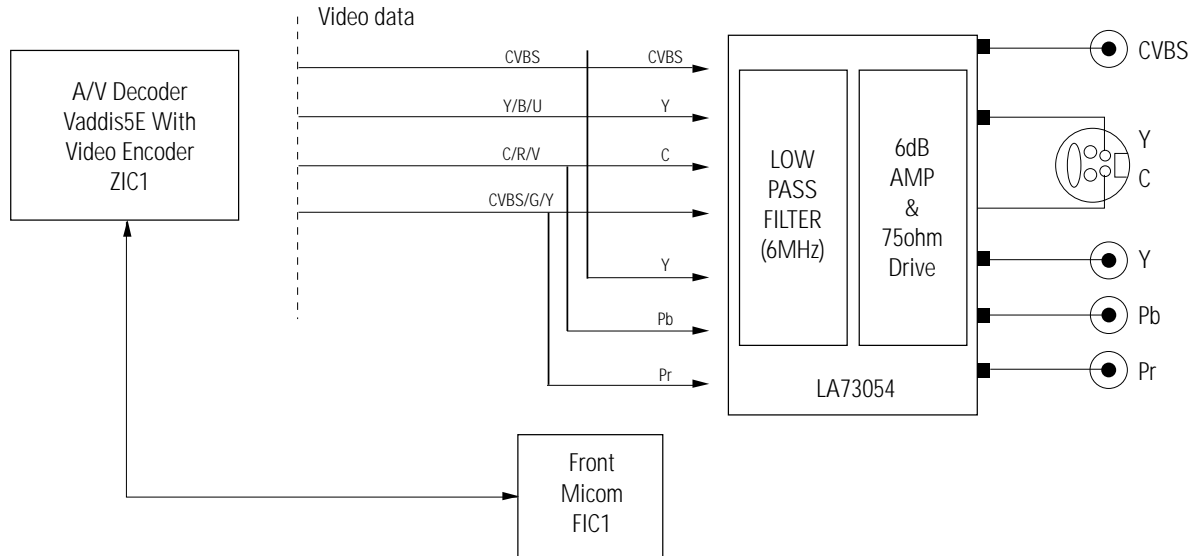 Video data
A/V Decoder
Vaddis5E With
Video Encoder
ZIC1
CVBS
CVBS
Y/B/U
Y
C/R/V
C
CVBS/G/Y
Y
Pb
Pr
LOW
PASS
FILTER
(6MHz)
6dB
AMP
&
75ohm
Drive
LA73054
CVBS
Y
C
Y
Pb
Pr
Front
Micom
FIC1